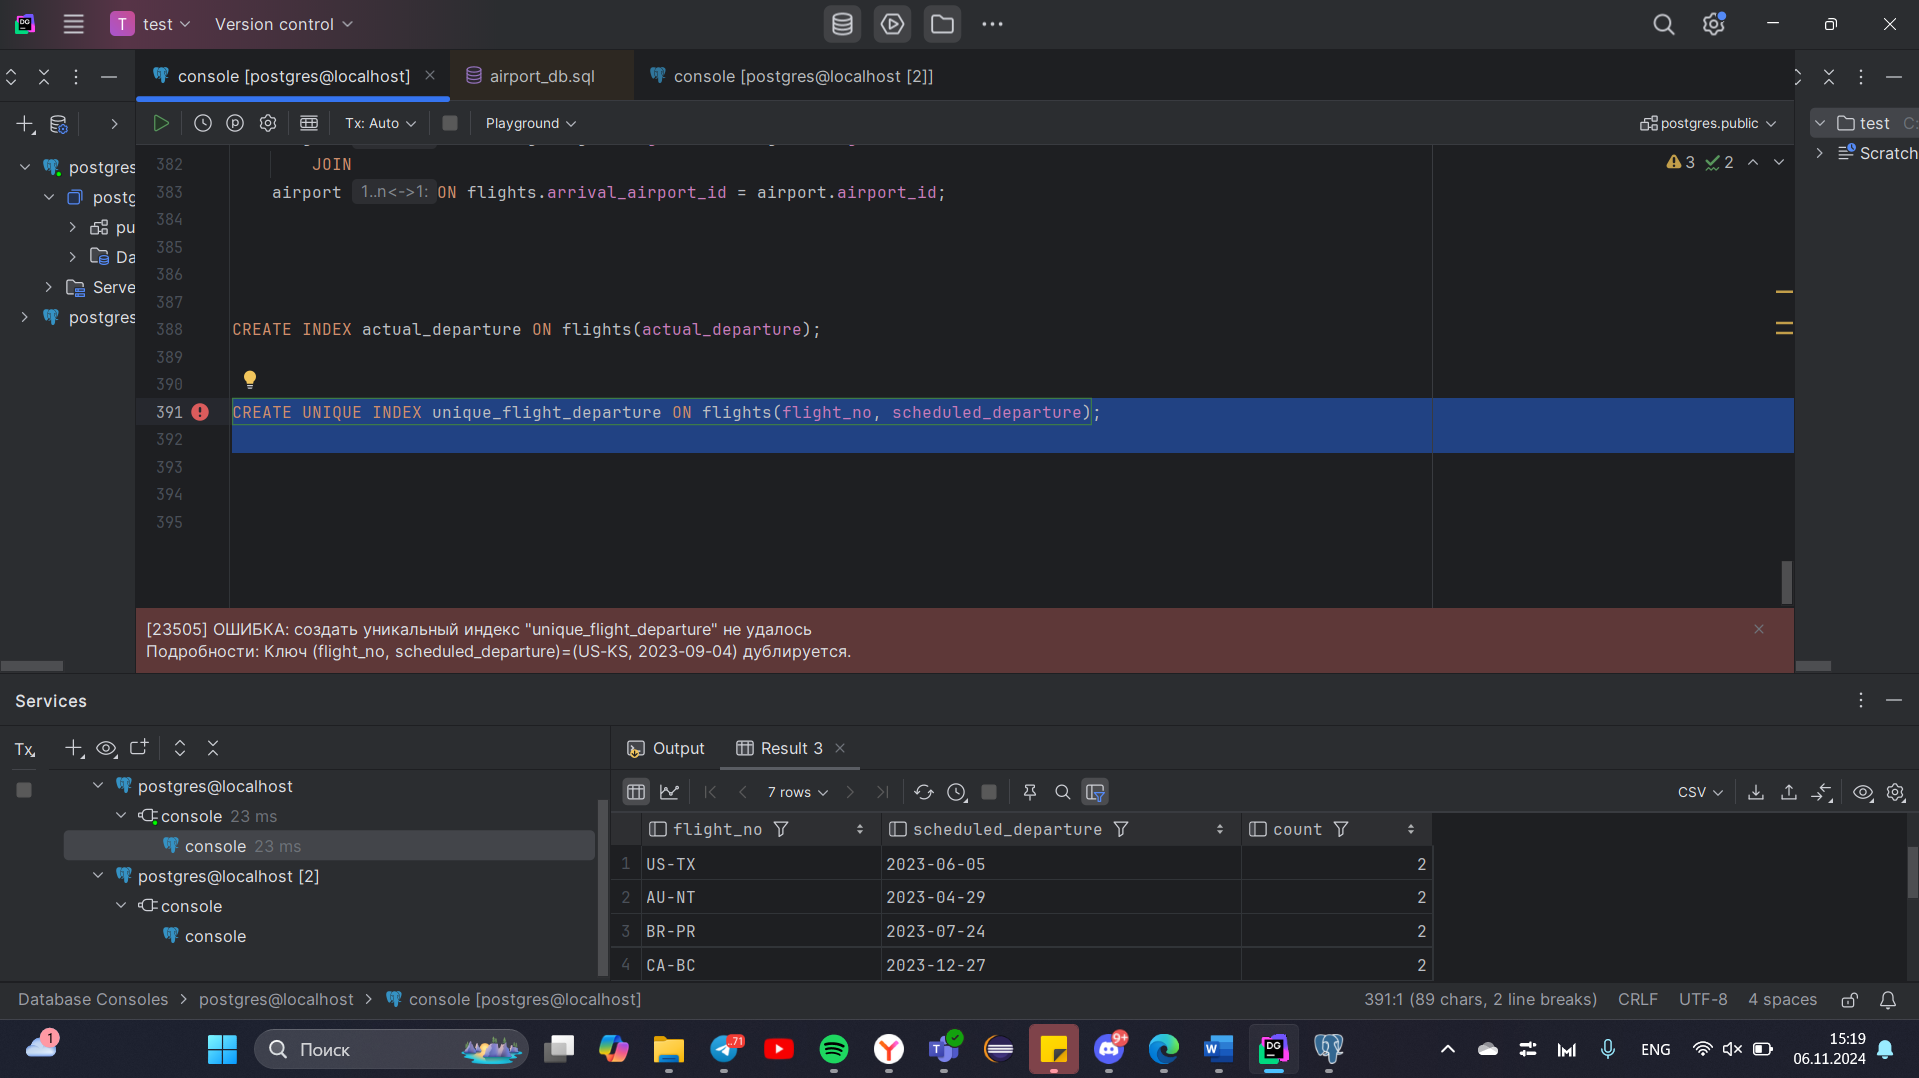 T test Version control
console [postgres@localhost] airport_db.sql console [postgres@localhost [2]]
Tx: Auto Playground postgres.public
postgres
postg
pu
Da
Serve
postgres
test C:
Scratch
3 2
382 JOIN
383 airport 1..n<->1: ON flights.arrival_airport_id = airport.airport_id;
384
385
386
387
388 CREATE INDEX actual_departure ON flights(actual_departure);
389
390
391 CREATE UNIQUE INDEX unique_flight_departure ON flights(flight_no, scheduled_departure);
392
393
394
395
[23505] ОШИБКА: создать уникальный индекс "unique_flight_departure" не удалось
Подробности: Ключ (flight_no, scheduled_departure)=(US-KS, 2023-09-04) дублируется.
Services
Tx
postgres@localhost
console 23 ms
console 23 ms
postgres@localhost [2]
console
console
Output Result 3
7 rows CSV
flight_no scheduled_departure count
1 US-TX 2023-06-05 2
2 AU-NT 2023-04-29 2
3 BR-PR 2023-07-24 2
4 CA-BC 2023-12-27 2
Database Consoles > postgres@localhost > console [postgres@localhost]
391:1 (89 chars, 2 line breaks) CRLF UTF-8 4 spaces
1 Поиск ..71 9+ ENG 15:19
06.11.2024